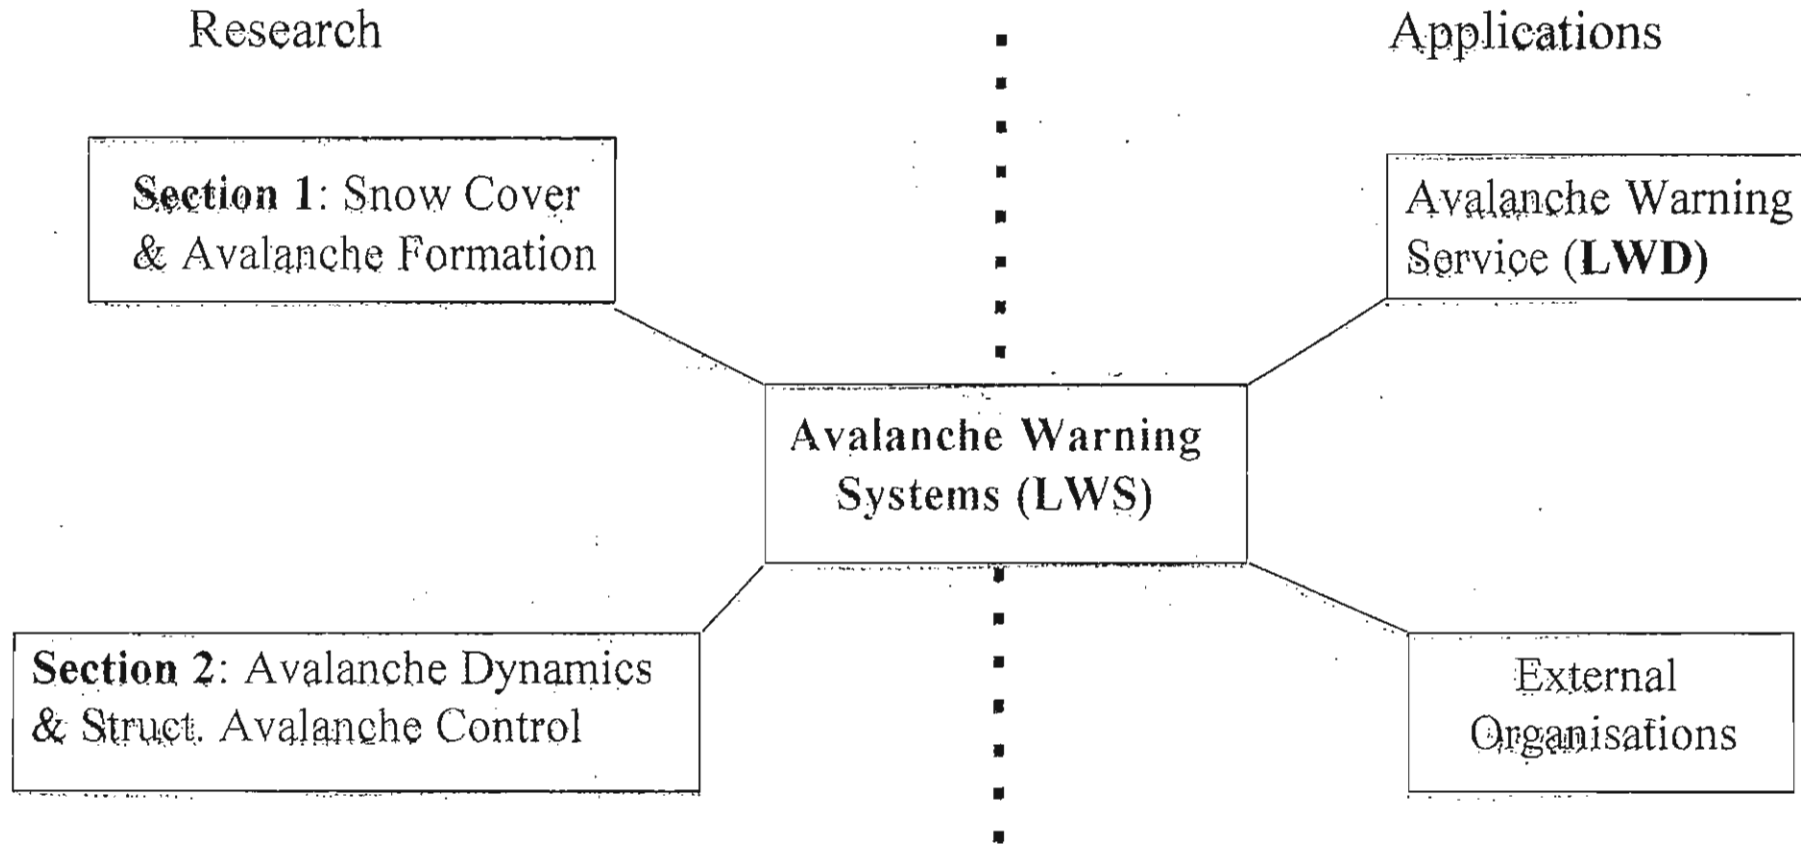 Research
Applications
Section 1: Snow Cover
& Avalanche Formation
Avalanche Warning
Service (LWD)
Avalanche Warning
Systems (LWS)
Section 2: Avalanche Dynamics
& Struct. Avalanche Control
External
Organisations